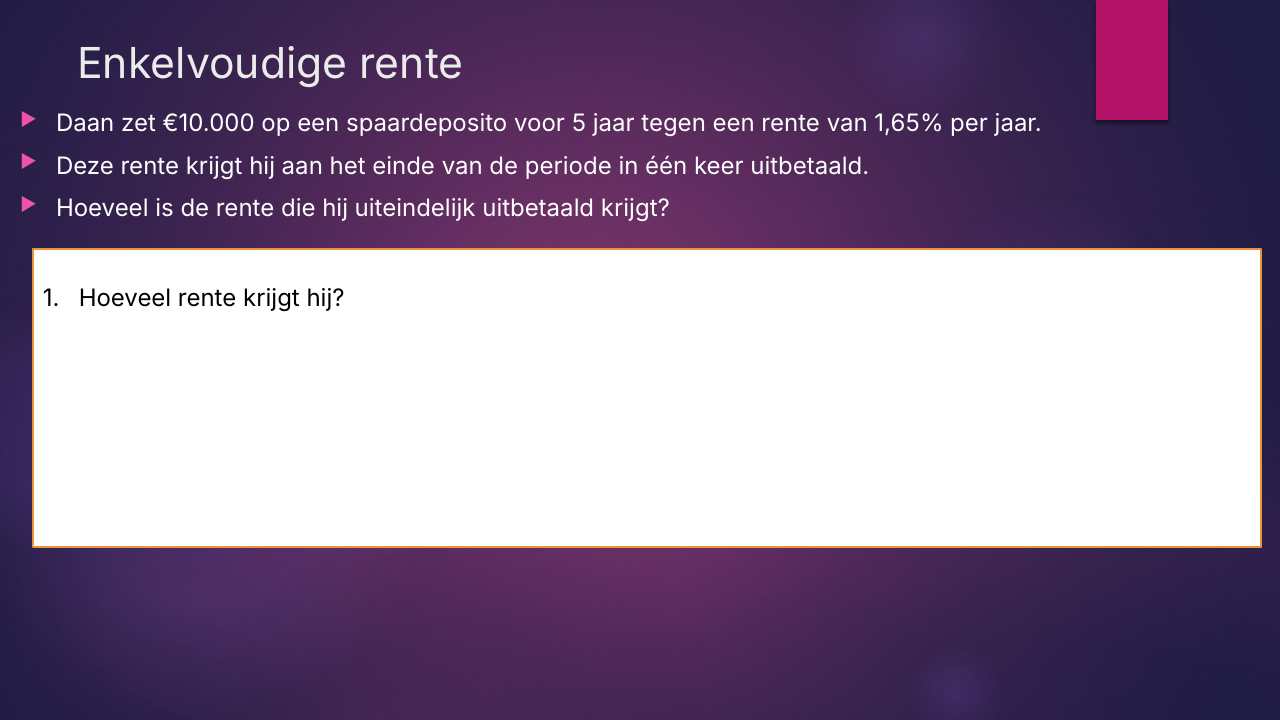 Enkelvoudige rente
Daan zet €10.000 op een spaardeposito voor 5 jaar tegen een rente van 1,65% per jaar.
Deze rente krijgt hij aan het einde van de periode in één keer uitbetaald.
Hoeveel is de rente die hij uiteindelijk uitbetaald krijgt?
1. Hoeveel rente krijgt hij?